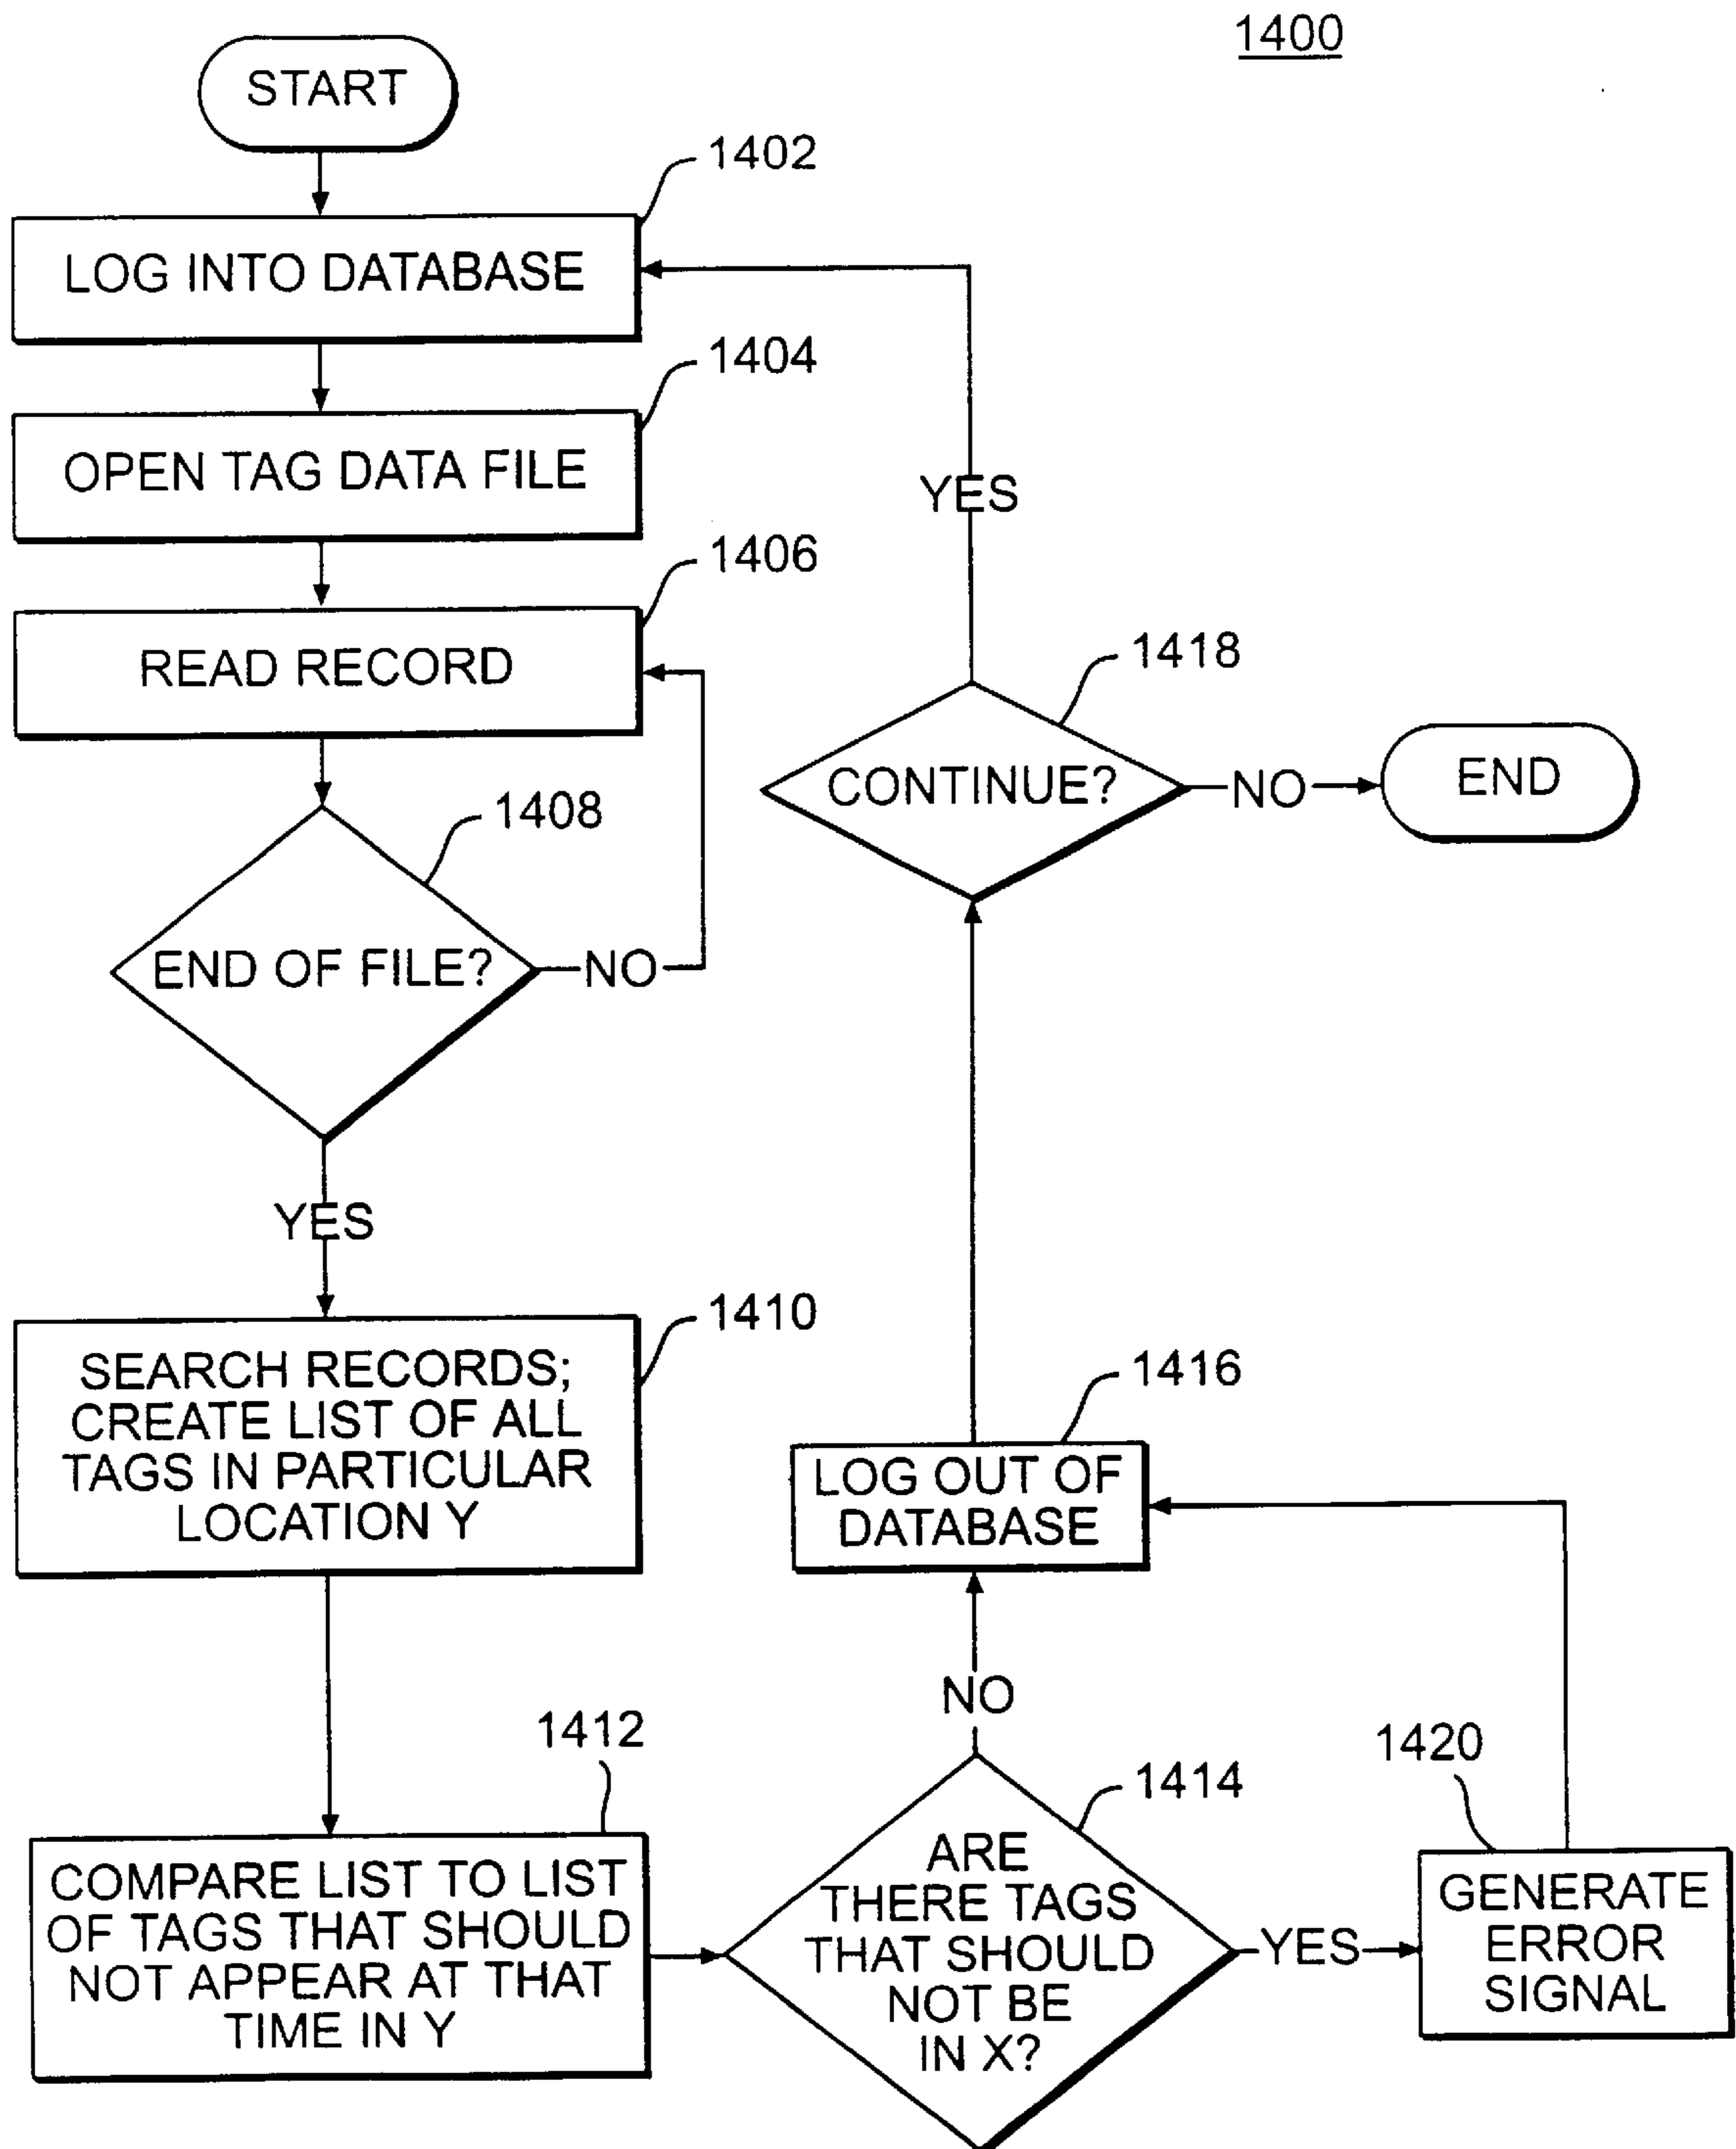 1400
START
1402
LOG INTO DATABASE
1404
OPEN TAG DATA FILE
1406
READ RECORD
1408
END OF FILE?
NO
YES
1410
SEARCH RECORDS;
CREATE LIST OF ALL
TAGS IN PARTICULAR
LOCATION Y
1412
COMPARE LIST TO LIST
OF TAGS THAT SHOULD
NOT APPEAR AT THAT
TIME IN Y
1414
ARE
THERE TAGS
THAT SHOULD
NOT BE
IN X?
YES
1420
GENERATE
ERROR
SIGNAL
NO
1416
LOG OUT OF
DATABASE
1418
CONTINUE?
YES
NO
END